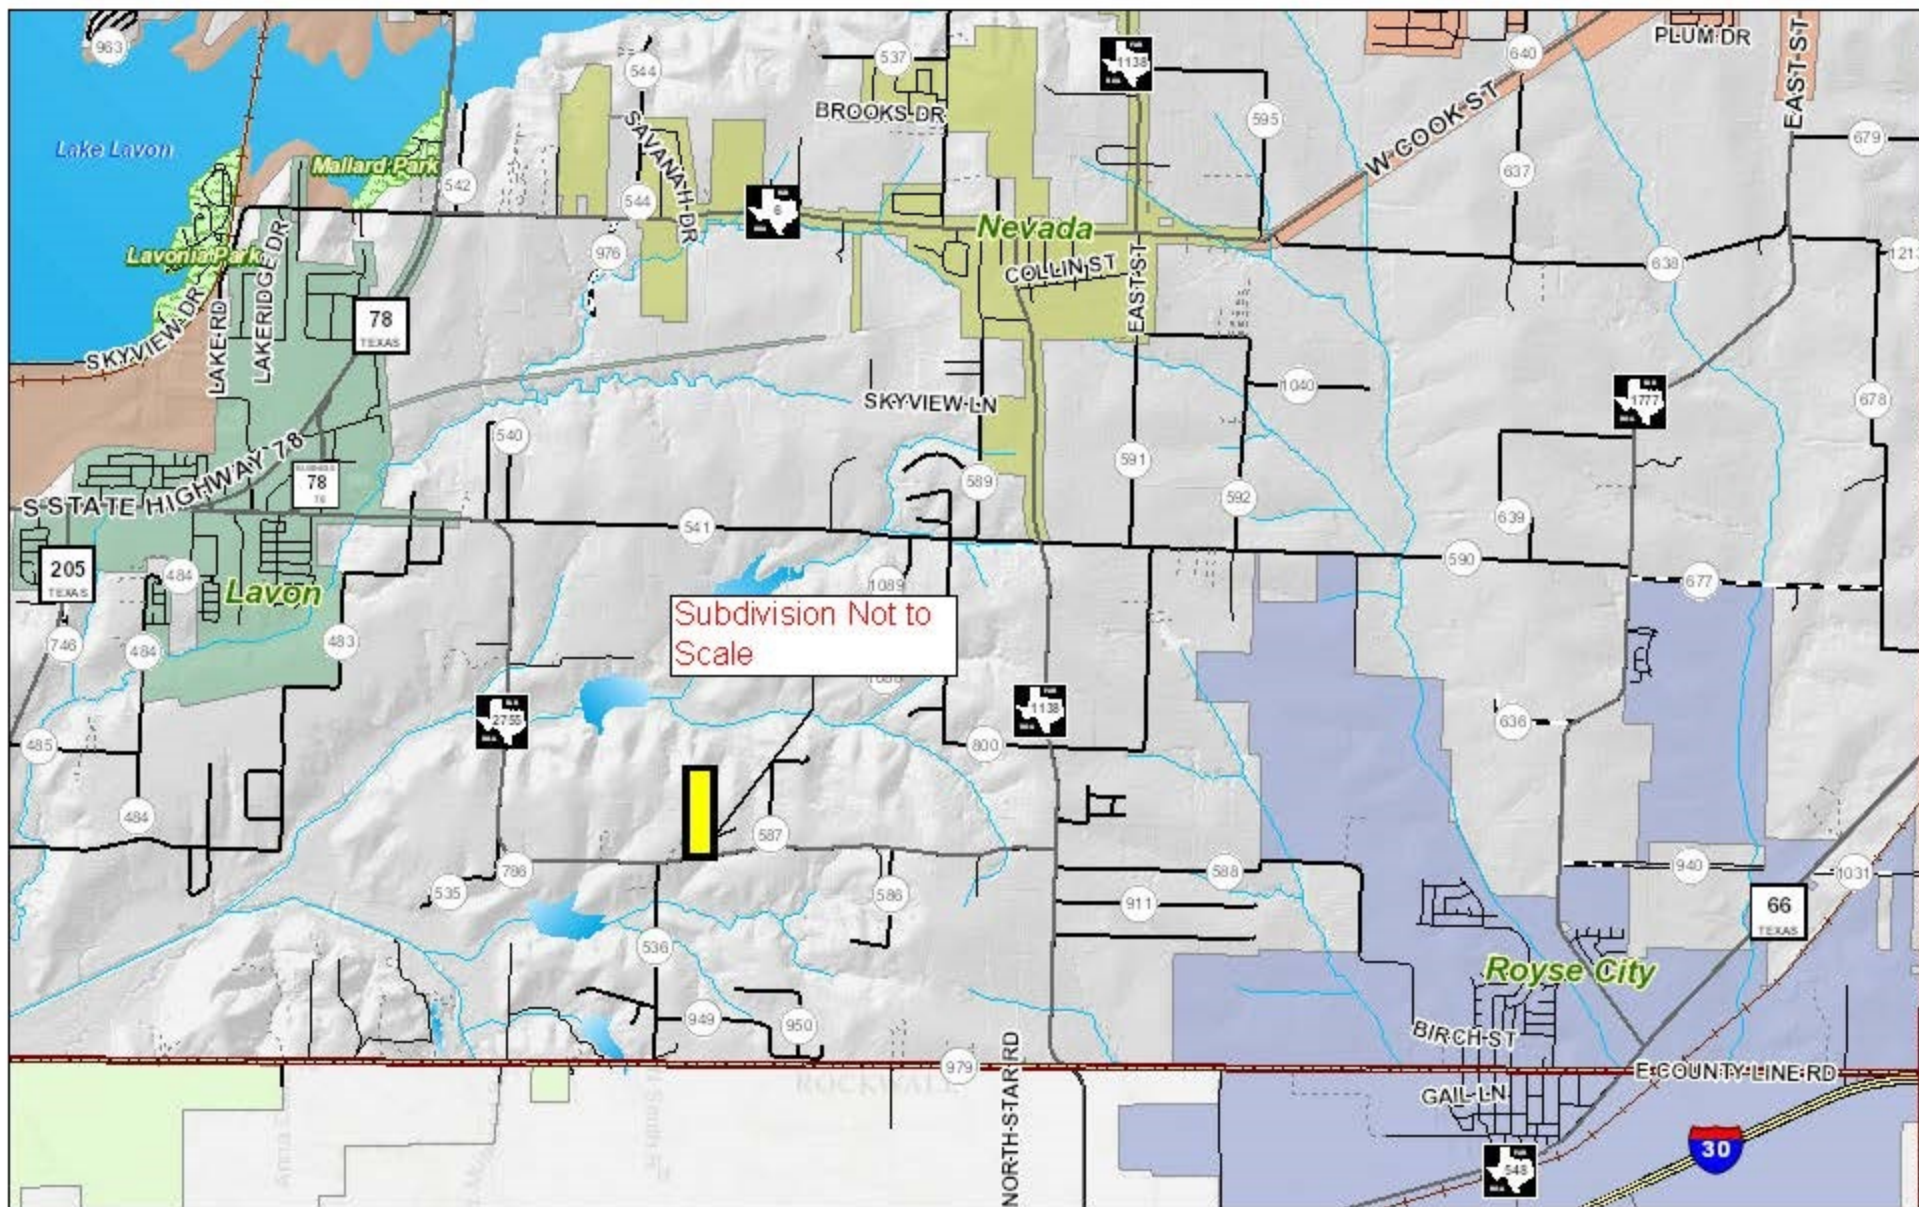 963
544
537
1138
640
PLUM DR
EAST ST
BROOKS DR
595
W COOK ST
679
Lake Lavon
Mallard Park
SAVANAH DR
542
637
544
6
Nevada
Lavonia Park
976
COLLIN ST
638
1213
SKYVIEW DR
LAKE RD
LAKERIDGE DR
78
TEXAS
EAST ST
1040
1777
678
SKYVIEW LN
540
591
S STATE HIGHWAY 78
78
589
592
639
541
590
205
TEXAS
484
Lavon
1089
677
Subdivision Not to
Scale
746
484
483
2755
1138
636
485
800
484
587
535
786
586
588
940
1031
911
66
TEXAS
536
Royse City
949
950
BIRCH ST
979
E COUNTY LINE RD
ROCKWALL
GAIL LN
NORTH STAR RD
548
30